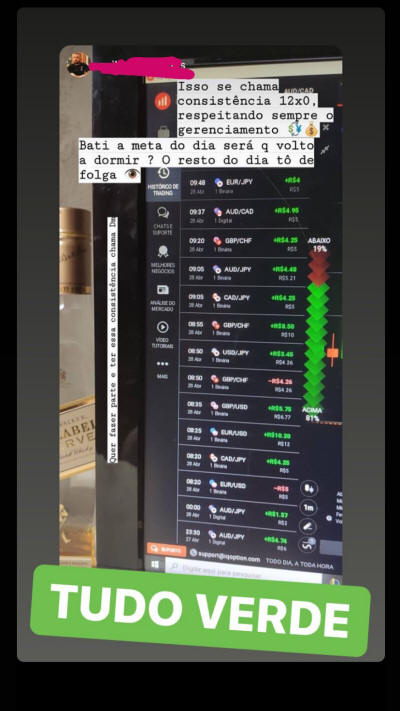 Isso se chama
consistência 12x0,
respeitando sempre o
gerenciamento
Bati a meta do dia será q volto
a dormir ? O resto do dia tô de
folga
Quer fazer parte e ter essa consistência chama Dm
AUD/CAD
HISTÓRICO DE
TRADING
CHATS E
SUPORTE
MELHORES
NEGÓCIOS
ANÁLISE DO
MERCADO
VÍDEO
TUTORIAIS
MAIS
09:48 EUR/JPY +R$4
28 Abr 1 Binária R$5
09:37 AUD/CAD +R$4.95
28 Abr 1 Digital R$5
09:20 GBP/CHF +R$4.25
28 Abr 1 Binária R$5
09:05 AUD/JPY +R$4.48
28 Abr 1 Binária R$5.21
09:05 CAD/JPY +R$4.25
28 Abr 1 Binária R$5
08:55 GBP/CHF +R$8.50
28 Abr 1 Binária R$10
08:50 USD/JPY +R$3.45
28 Abr 1 Binária R$4.26
08:50 GBP/CHF -R$4.26
28 Abr 1 Binária R$4.26
08:35 GBP/USD +R$5.75
28 Abr 1 Binária R$6.77
08:25 EUR/USD +R$10.20
28 Abr 1 Binária R$12
08:20 CAD/JPY +R$4.25
28 Abr 1 Binária R$5
08:20 EUR/USD -R$5
28 Abr 1 Binária R$5
00:00 AUD/JPY +R$1.57
28 Abr 1 Digital
23:30 AUD/JPY +R$4.74
27 Abr 1 Digital R$6
ABAIXO
19%
ACIMA
81%
1m
SUPORTE
support@iqoption.com TODO DIA, A TODA HORA
Digite aqui para pesquisar
TUDO VERDE